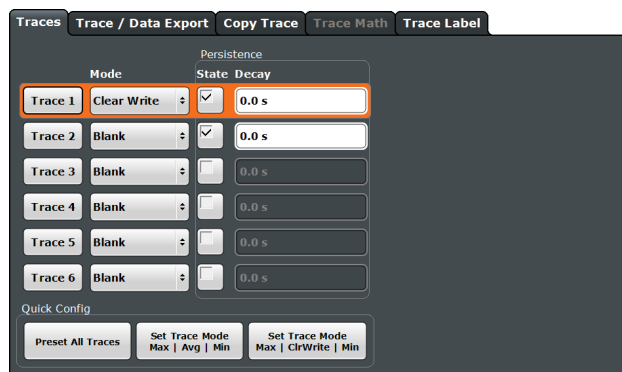 Traces Trace / Data Export Copy Trace Trace Math Trace Label
Persistence
Mode State Decay
Trace 1 Clear Write 0.0 s
Trace 2 Blank 0.0 s
Trace 3 Blank 0.0 s
Trace 4 Blank 0.0 s
Trace 5 Blank 0.0 s
Trace 6 Blank 0.0 s
Quick Config
Preset All Traces Set Trace Mode Set Trace Mode
Max | Avg | Min Max | ClrWrite | Min